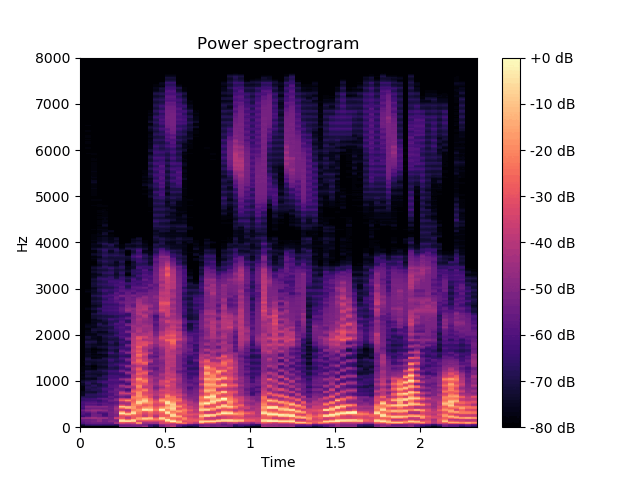 Power spectrogram
8000
7000
6000
5000
4000
3000
2000
1000
0
Hz
0
0.5
1
1.5
2
Time
+0 dB
-10 dB
-20 dB
-30 dB
-40 dB
-50 dB
-60 dB
-70 dB
-80 dB